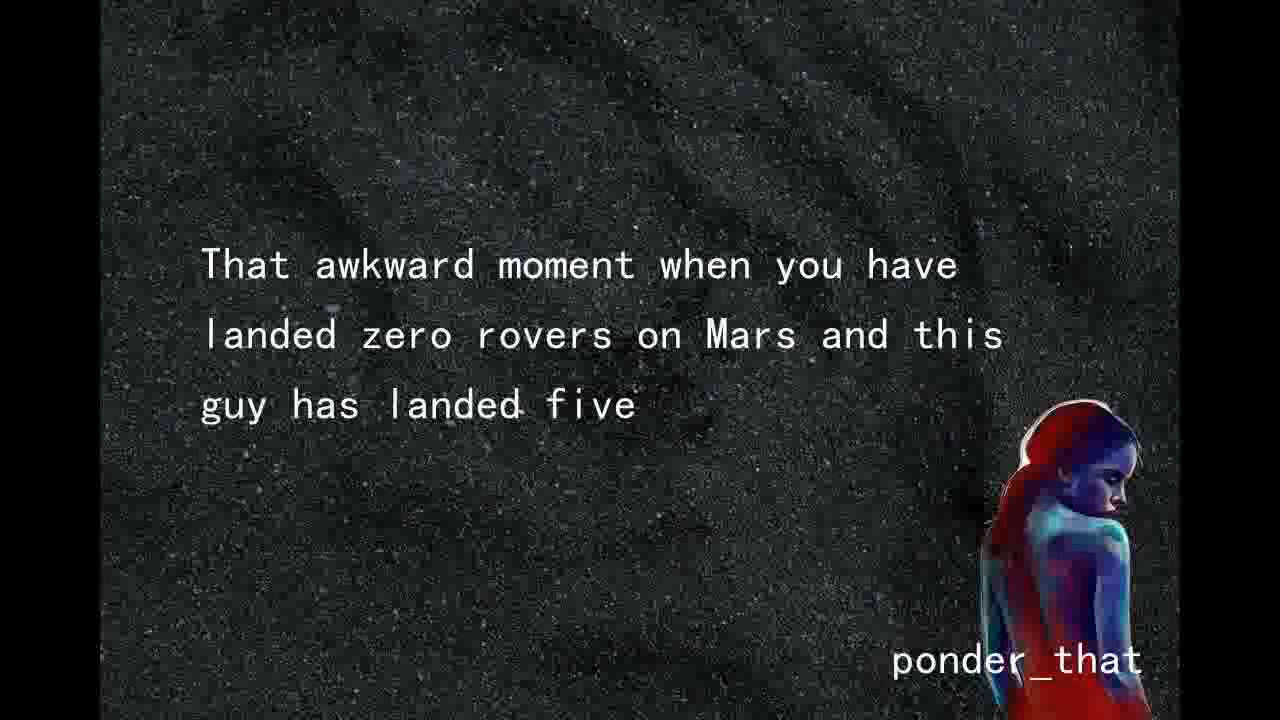 That awkward moment when you have
landed zero rovers on Mars and this
guy has landed five
ponder_that